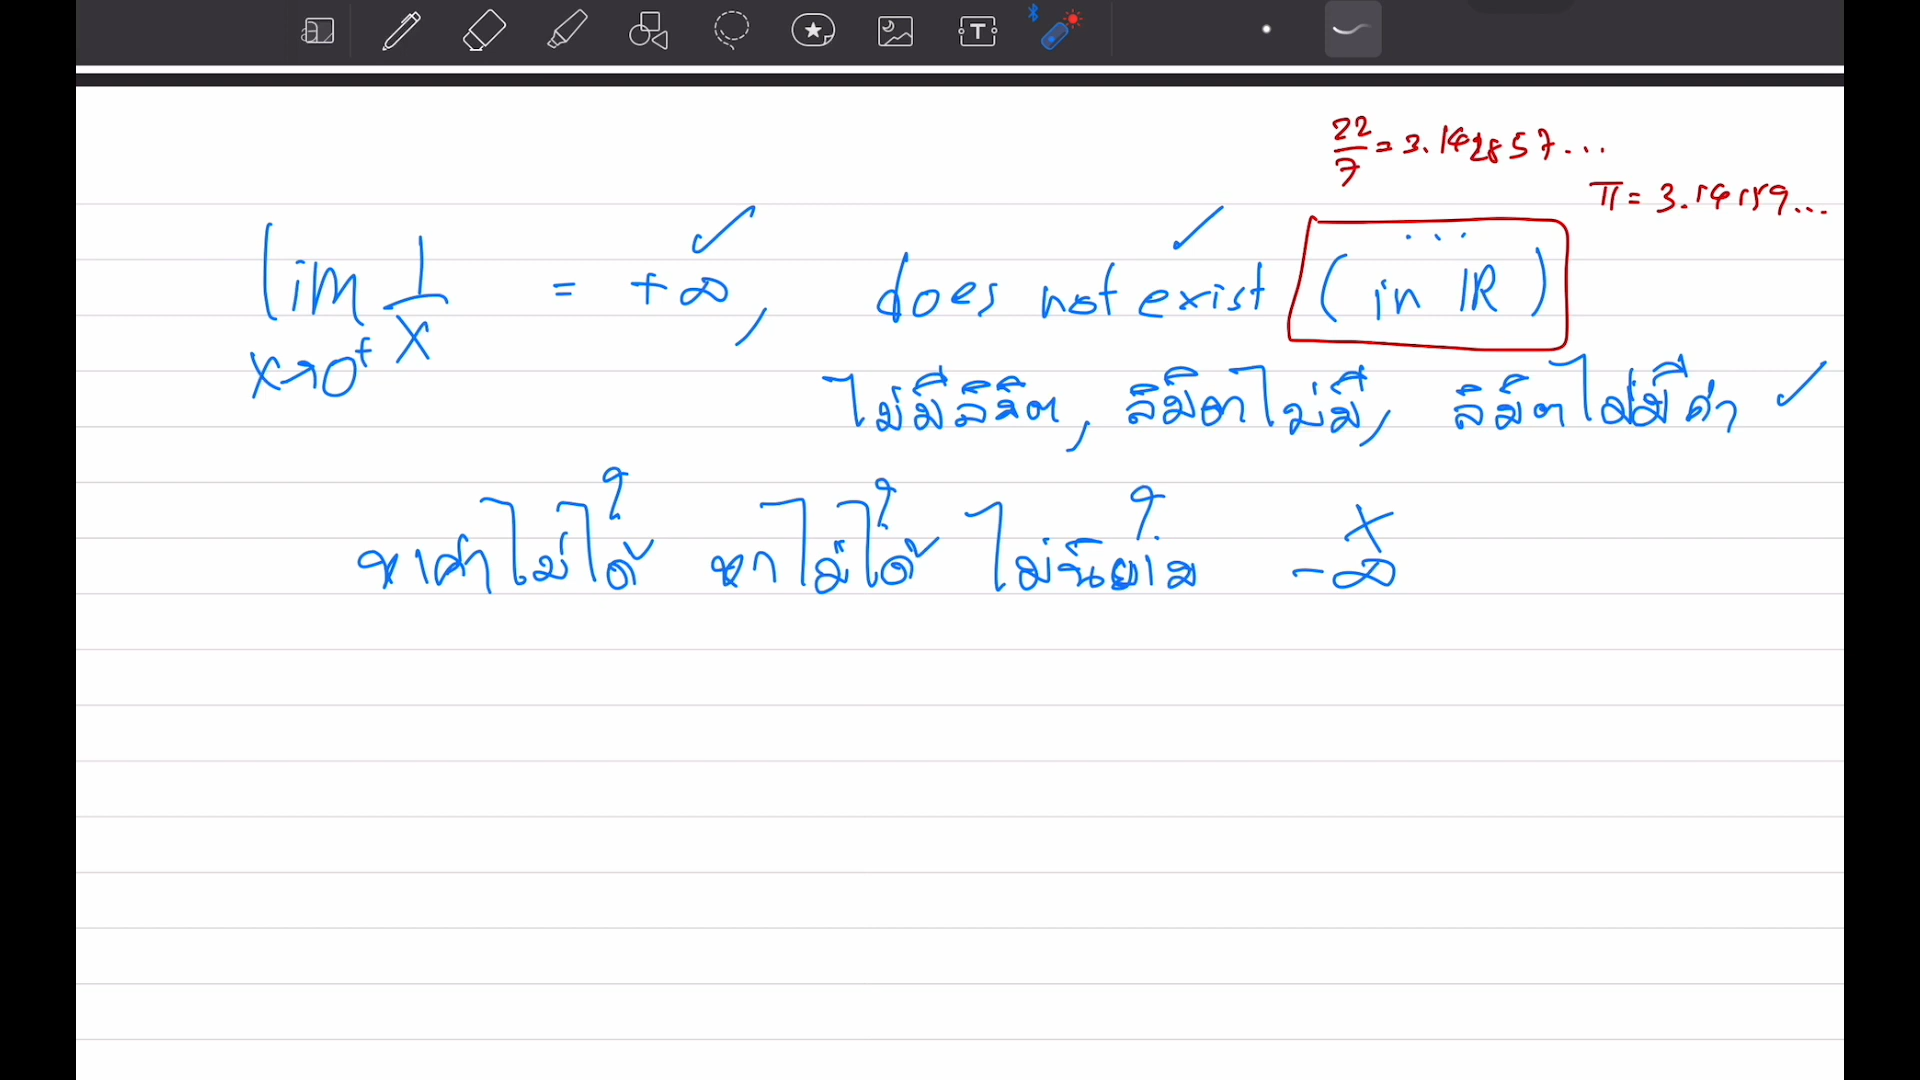 22/7 = 3.142857...
π = 3.14159...
lim x→0⁺ 1/x = +∞ ✓, does not exist ✓ (in ℝ) ...
ไม่มีลิมิต, ลิมิตไม่มี, ลิมิตไม่มีค่า ✓
หาค่าไม่ได้ ? หาไม่ได้ ? ไม่นิยาม ? -∞ ✗